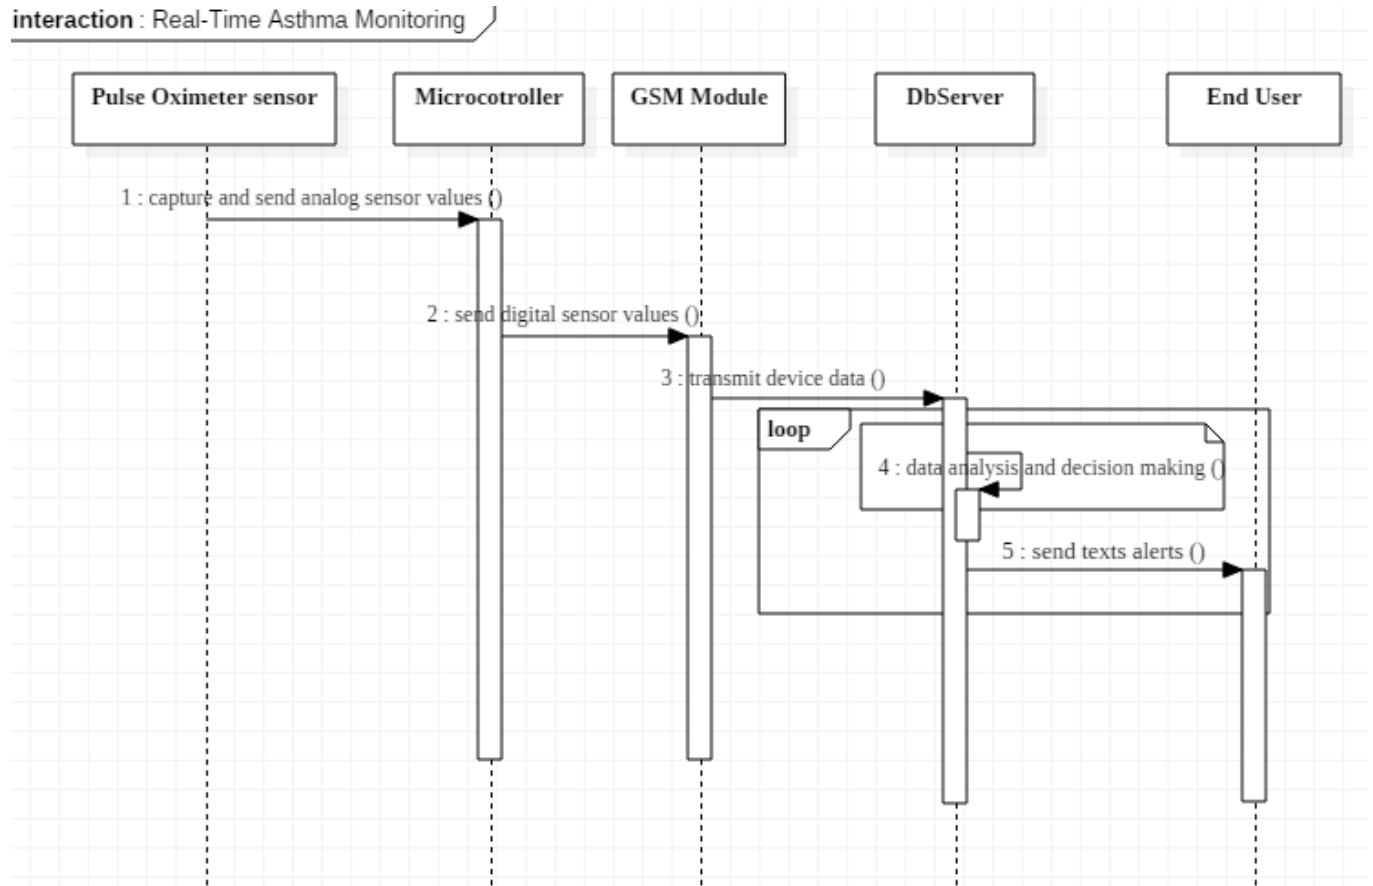 interaction : Real-Time Asthma Monitoring
Pulse Oximeter sensor
Microcotroller
GSM Module
DbServer
End User
1 : capture and send analog sensor values ()
2 : send digital sensor values ()
3 : transmit device data ()
loop
4 : data analysis and decision making ()
5 : send texts alerts ()